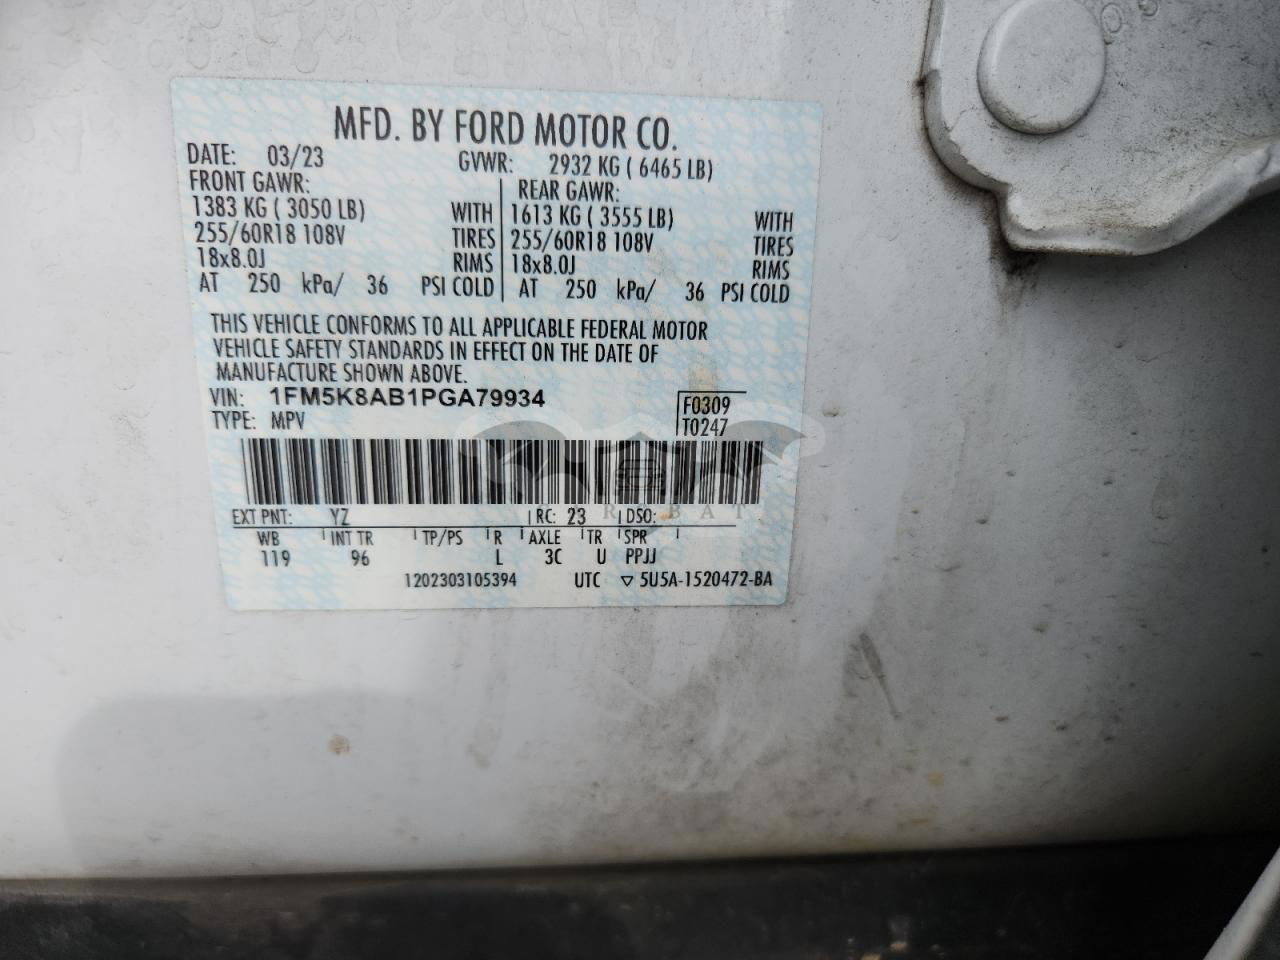 MFD. BY FORD MOTOR CO.
DATE: 03/23 GVWR: 2932 KG ( 6465 LB)
FRONT GAWR: REAR GAWR:
1383 KG ( 3050 LB) WITH 1613 KG ( 3555 LB) WITH
255/60R18 108V TIRES 255/60R18 108V TIRES
18x8.0J RIMS 18x8.0J RIMS
AT 250 kPa/ 36 PSI COLD AT 250 kPa/ 36 PSI COLD
THIS VEHICLE CONFORMS TO ALL APPLICABLE FEDERAL MOTOR
VEHICLE SAFETY STANDARDS IN EFFECT ON THE DATE OF
MANUFACTURE SHOWN ABOVE.
VIN: 1FM5K8AB1PGA79934 F0309
TYPE: MPV T0247
EXT PNT: YZ RC: 23 DSO:
WB INT TR TP/PS R AXLE TR SPR
119 96 L 3C U PPJJ
1202303105394 UTC ▽ 5U5A-1520472-BA